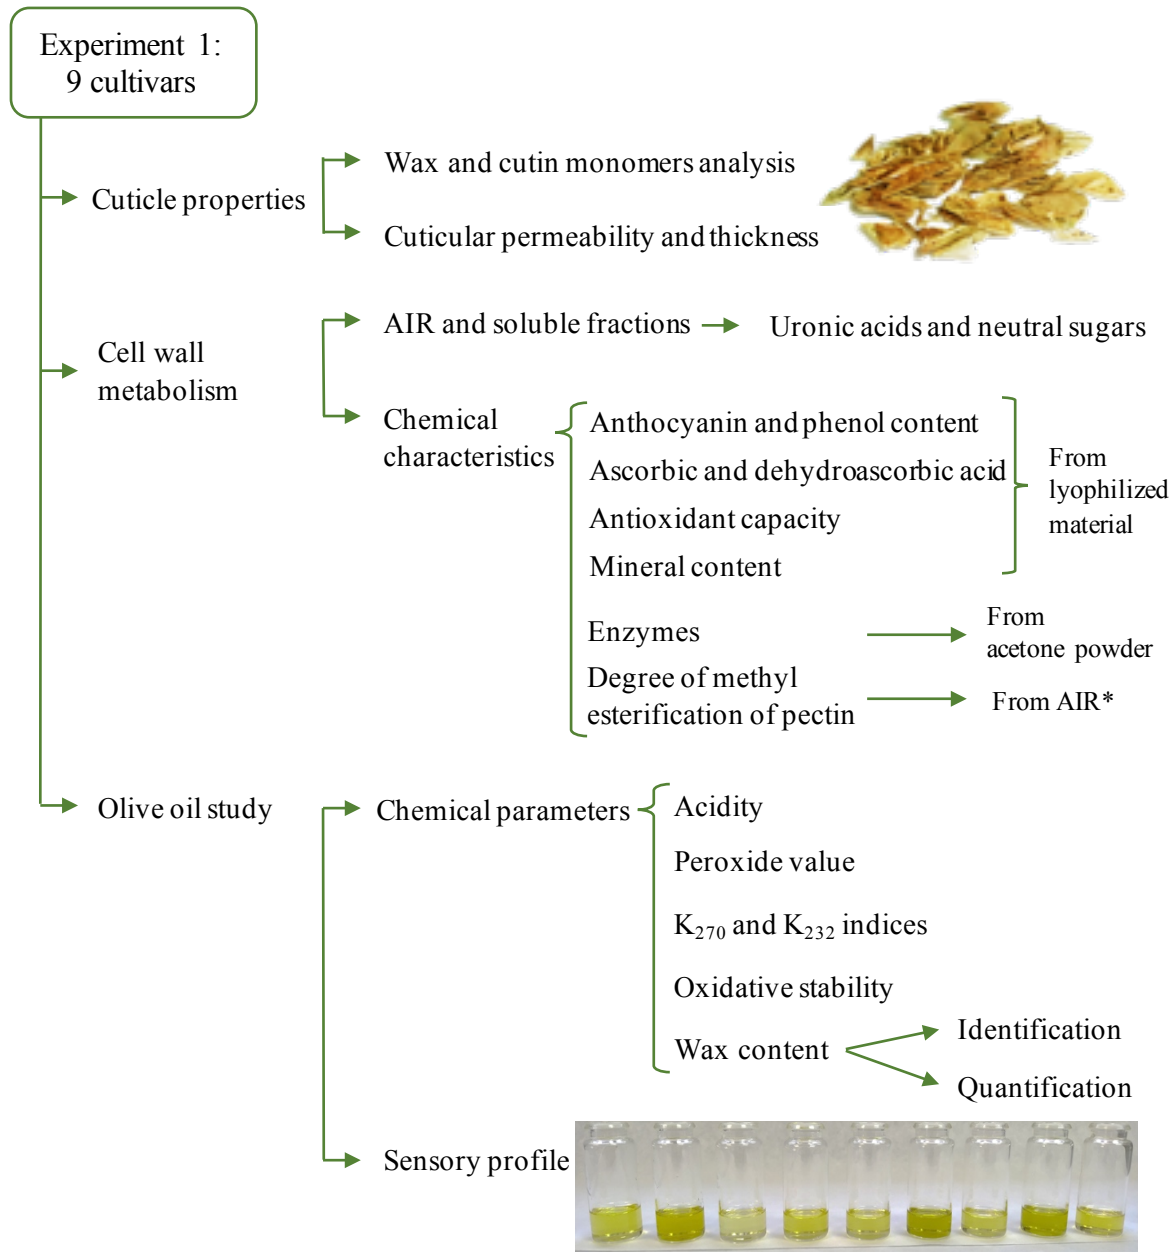 Experiment 1:
9 cultivars
Cuticle properties
Wax and cutin monomers analysis
Cuticular permeability and thickness
Cell wall
metabolism
AIR and soluble fractions
Uronic acids and neutral sugars
Chemical
characteristics
Anthocyanin and phenol content
Ascorbic and dehydroascorbic acid
Antioxidant capacity
Mineral content
From
lyophilized
material
Enzymes
From
acetone powder
Degree of methyl
esterification of pectin
From AIR*
Olive oil study
Chemical parameters
Acidity
Peroxide value
K₂₇₀ and K₂₃₂ indices
Oxidative stability
Wax content
Identification
Quantification
Sensory profile